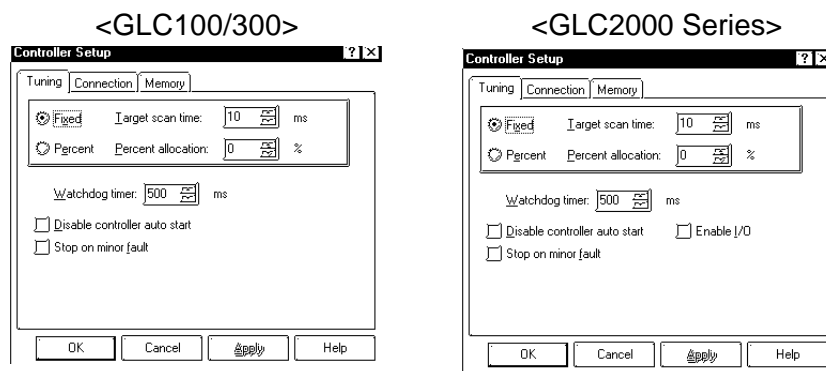 <GLC100/300>
Controller Setup
Tuning Connection Memory
Fixed Target scan time: 10 ms
Percent Percent allocation: 0 %
Watchdog timer: 500 ms
Disable controller auto start
Stop on minor fault
OK Cancel Apply Help
<GLC2000 Series>
Controller Setup
Tuning Connection Memory
Fixed Target scan time: 10 ms
Percent Percent allocation: 0 %
Watchdog timer: 500 ms
Disable controller auto start Enable I/O
Stop on minor fault
OK Cancel Apply Help